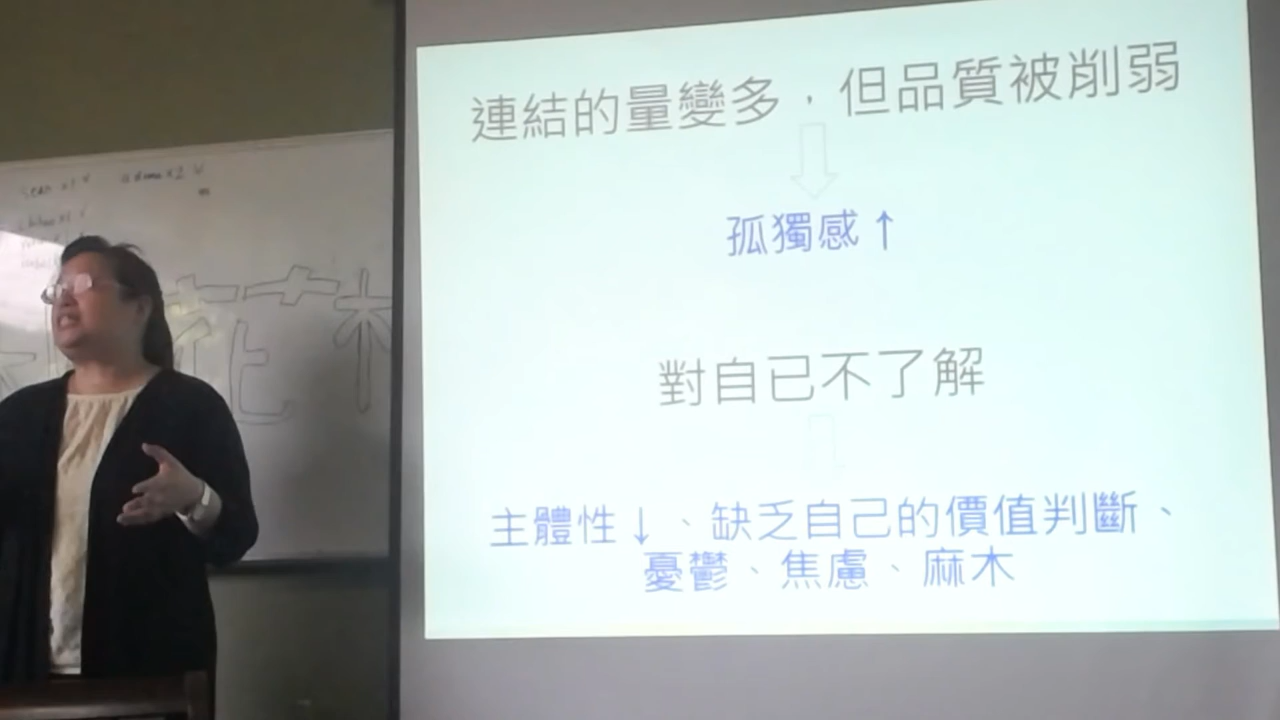 連結的量變多，但品質被削弱
孤獨感↑
對自己不了解
主體性↓、缺乏自己的價值判斷、
憂鬱、焦慮、麻木
花 木